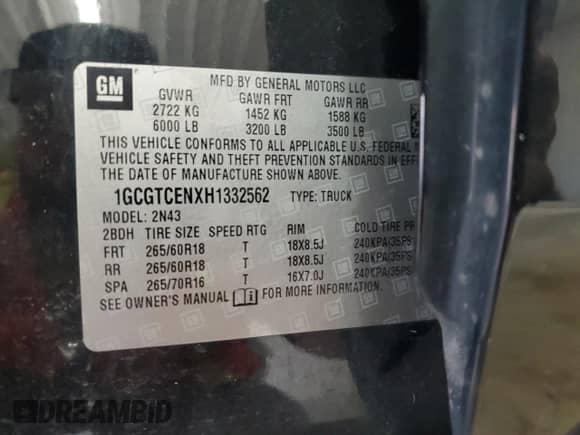 GM
MFD BY GENERAL MOTORS LLC
GVWR GAWR FRT GAWR RR
2722 KG 1452 KG 1588 KG
6000 LB 3200 LB 3500 LB
THIS VEHICLE CONFORMS TO ALL APPLICABLE U.S. FEDERAL
VEHICLE SAFETY AND THEFT PREVENTION STANDARDS IN EFF
THE DATE OF MANUFACTURE SHOWN ABOVE.
1GCGTCENXH1332562 TYPE: TRUCK
MODEL: 2N43
2BDH TIRE SIZE SPEED RTG RIM COLD TIRE PR
FRT 265/60R18 T 18X8.5J 240KPA(35PS
RR 265/60R18 T 18X8.5J 240KPA(35PS
SPA 265/70R16 T 16X7.0J 240KPA(35PS
SEE OWNER'S MANUAL FOR MORE INFORMATION.
DREAMBID